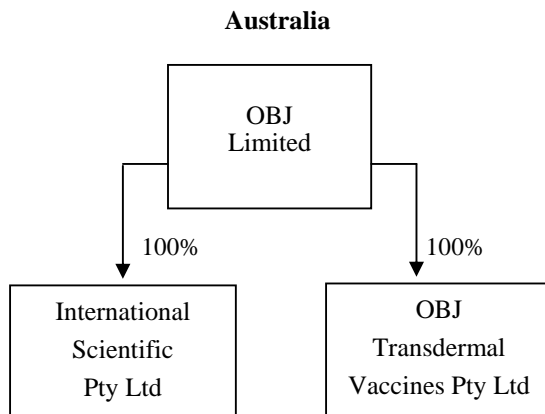 Australia
OBJ
Limited
100%
100%
International
Scientific
Pty Ltd
OBJ
Transdermal
Vaccines Pty Ltd